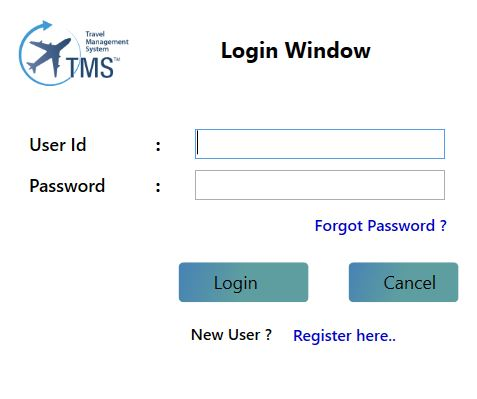 Travel
Management
System
TMS™
Login Window
User Id :
Password :
Forgot Password ?
Login Cancel
New User ? Register here..